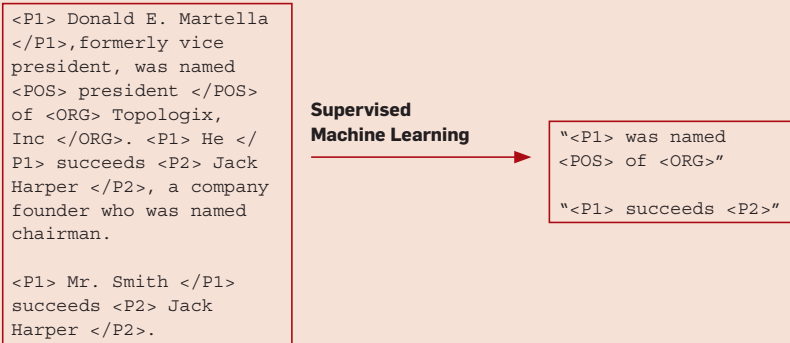 <P1> Donald E. Martella
</P1>,formerly vice
president, was named
<POS> president </POS>
of <ORG> Topologix,
Inc </ORG>. <P1> He </
P1> succeeds <P2> Jack
Harper </P2>, a company
founder who was named
chairman.
<P1> Mr. Smith </P1>
succeeds <P2> Jack
Harper </P2>.
Supervised
Machine Learning
“<P1> was named
<POS> of <ORG>”
“<P1> succeeds <P2>”